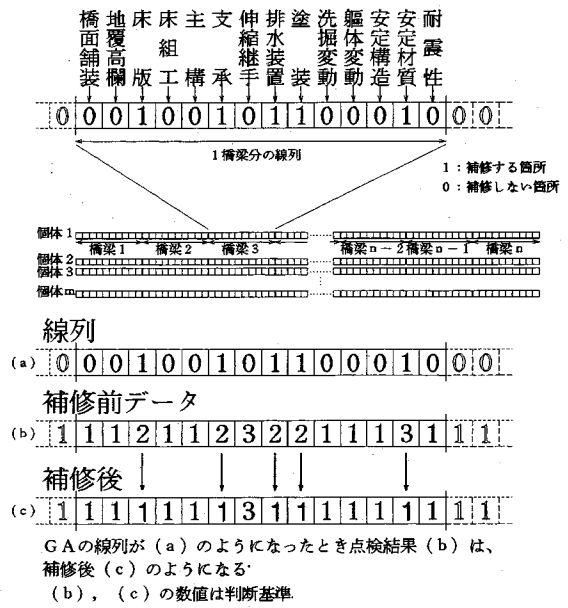 橋面舗装
地覆高欄
床版
床組工
主構
支承
伸縮継手
排水装置
塗装
洗掘変動
軀体変動
安定構造
安定材質
耐震性
0 0 0 1 0 0 1 0 1 1 0 0 0 1 0 0 0
1橋梁分の線列
1：補修する箇所
0：補修しない箇所
個体1
橋梁1 橋梁2 橋梁3 …… 橋梁n－2 橋梁n－1 橋梁n
個体2
個体3
個体m
線列
(a) 0 0 0 1 0 0 1 0 1 1 0 0 0 1 0 0 0
補修前データ
(b) 1 1 1 2 1 1 2 3 2 2 1 1 1 3 1 1 1
補修後
(c) 1 1 1 1 1 1 1 3 1 1 1 1 1 1 1 1 1
GAの線列が(a)のようになったとき点検結果(b)は、
補修後(c)のようになる
(b)，(c)の数値は判断基準